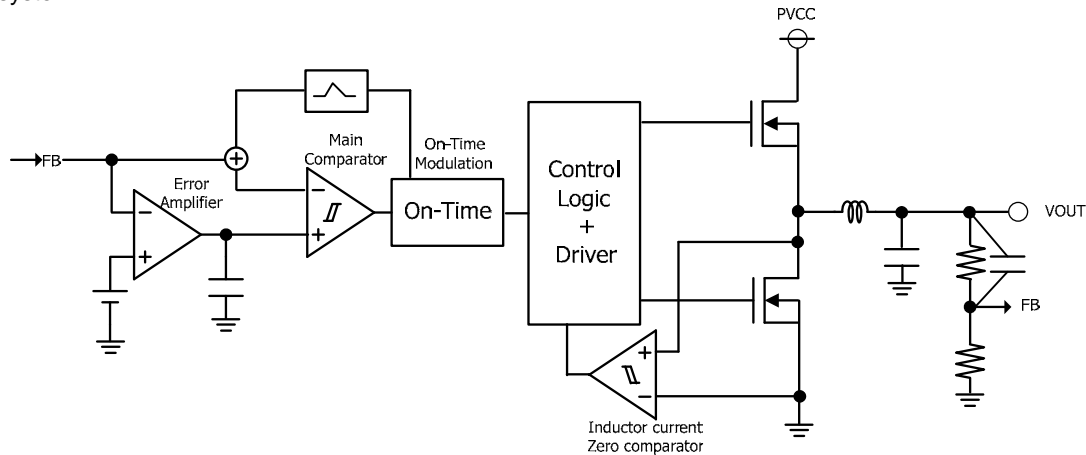 PVCC
FB
Error
Amplifier
Main
Comparator
On-Time
Modulation
On-Time
Control
Logic
+
Driver
VOUT
FB
Inductor current
Zero comparator